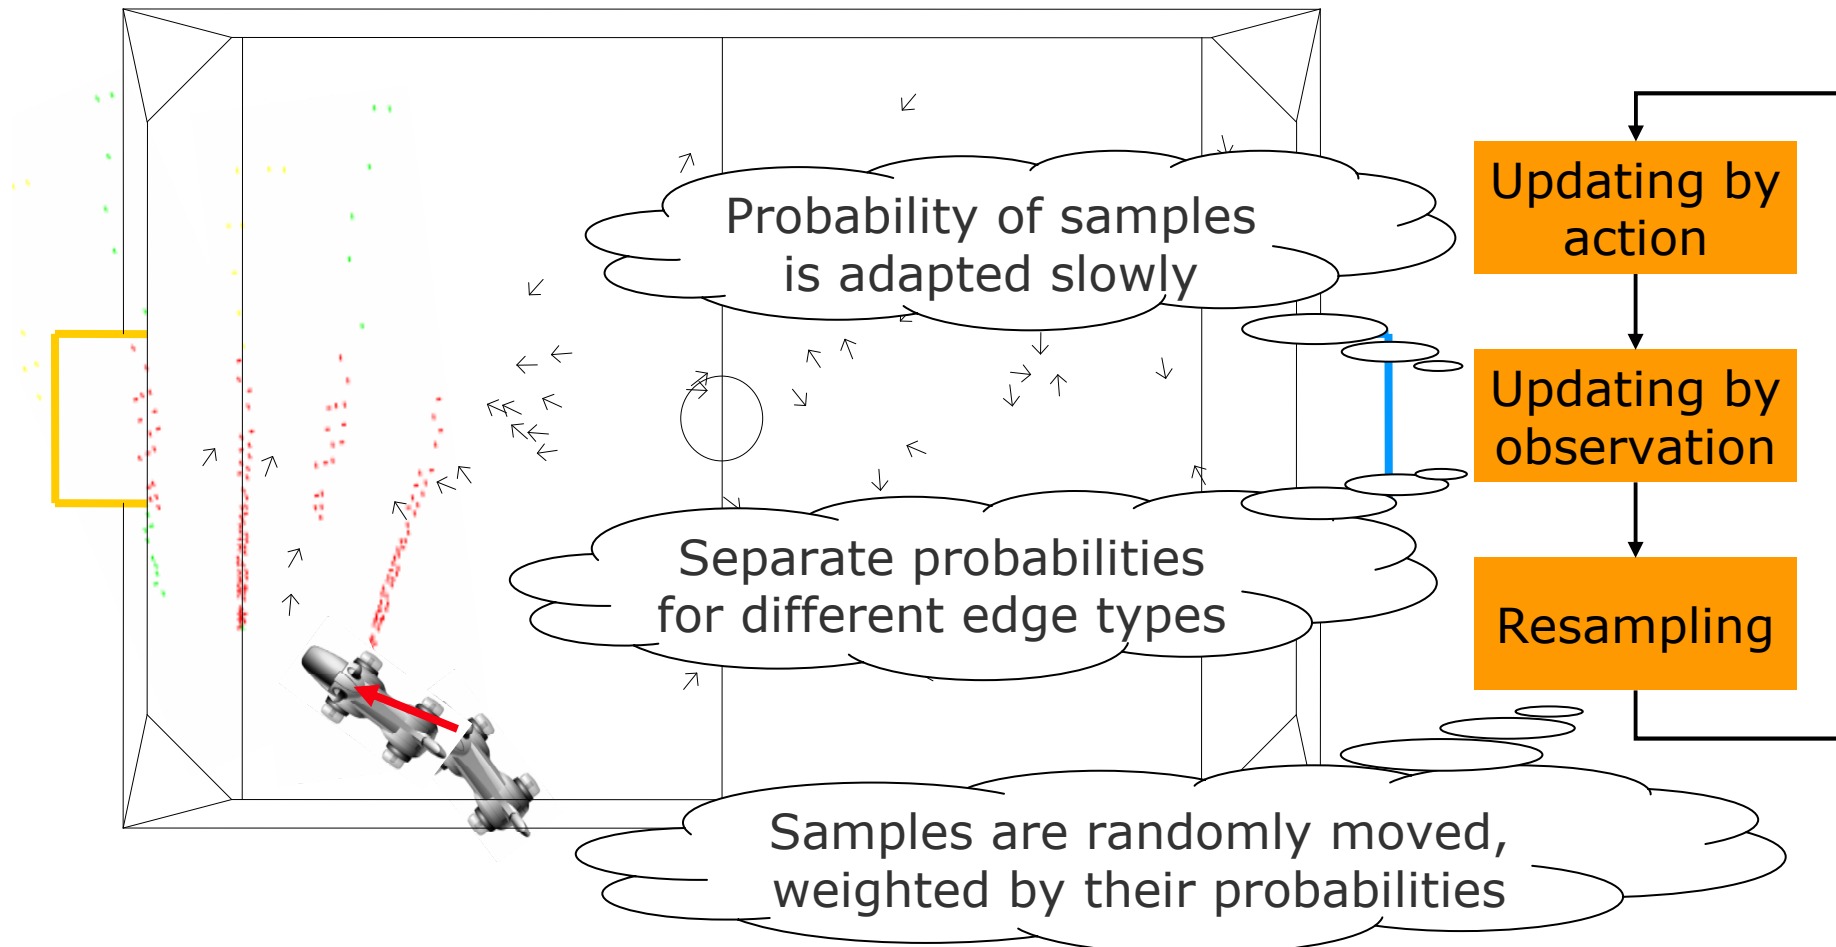 Probability of samples
is adapted slowly
Separate probabilities
for different edge types
Samples are randomly moved,
weighted by their probabilities
Updating by
action
Updating by
observation
Resampling